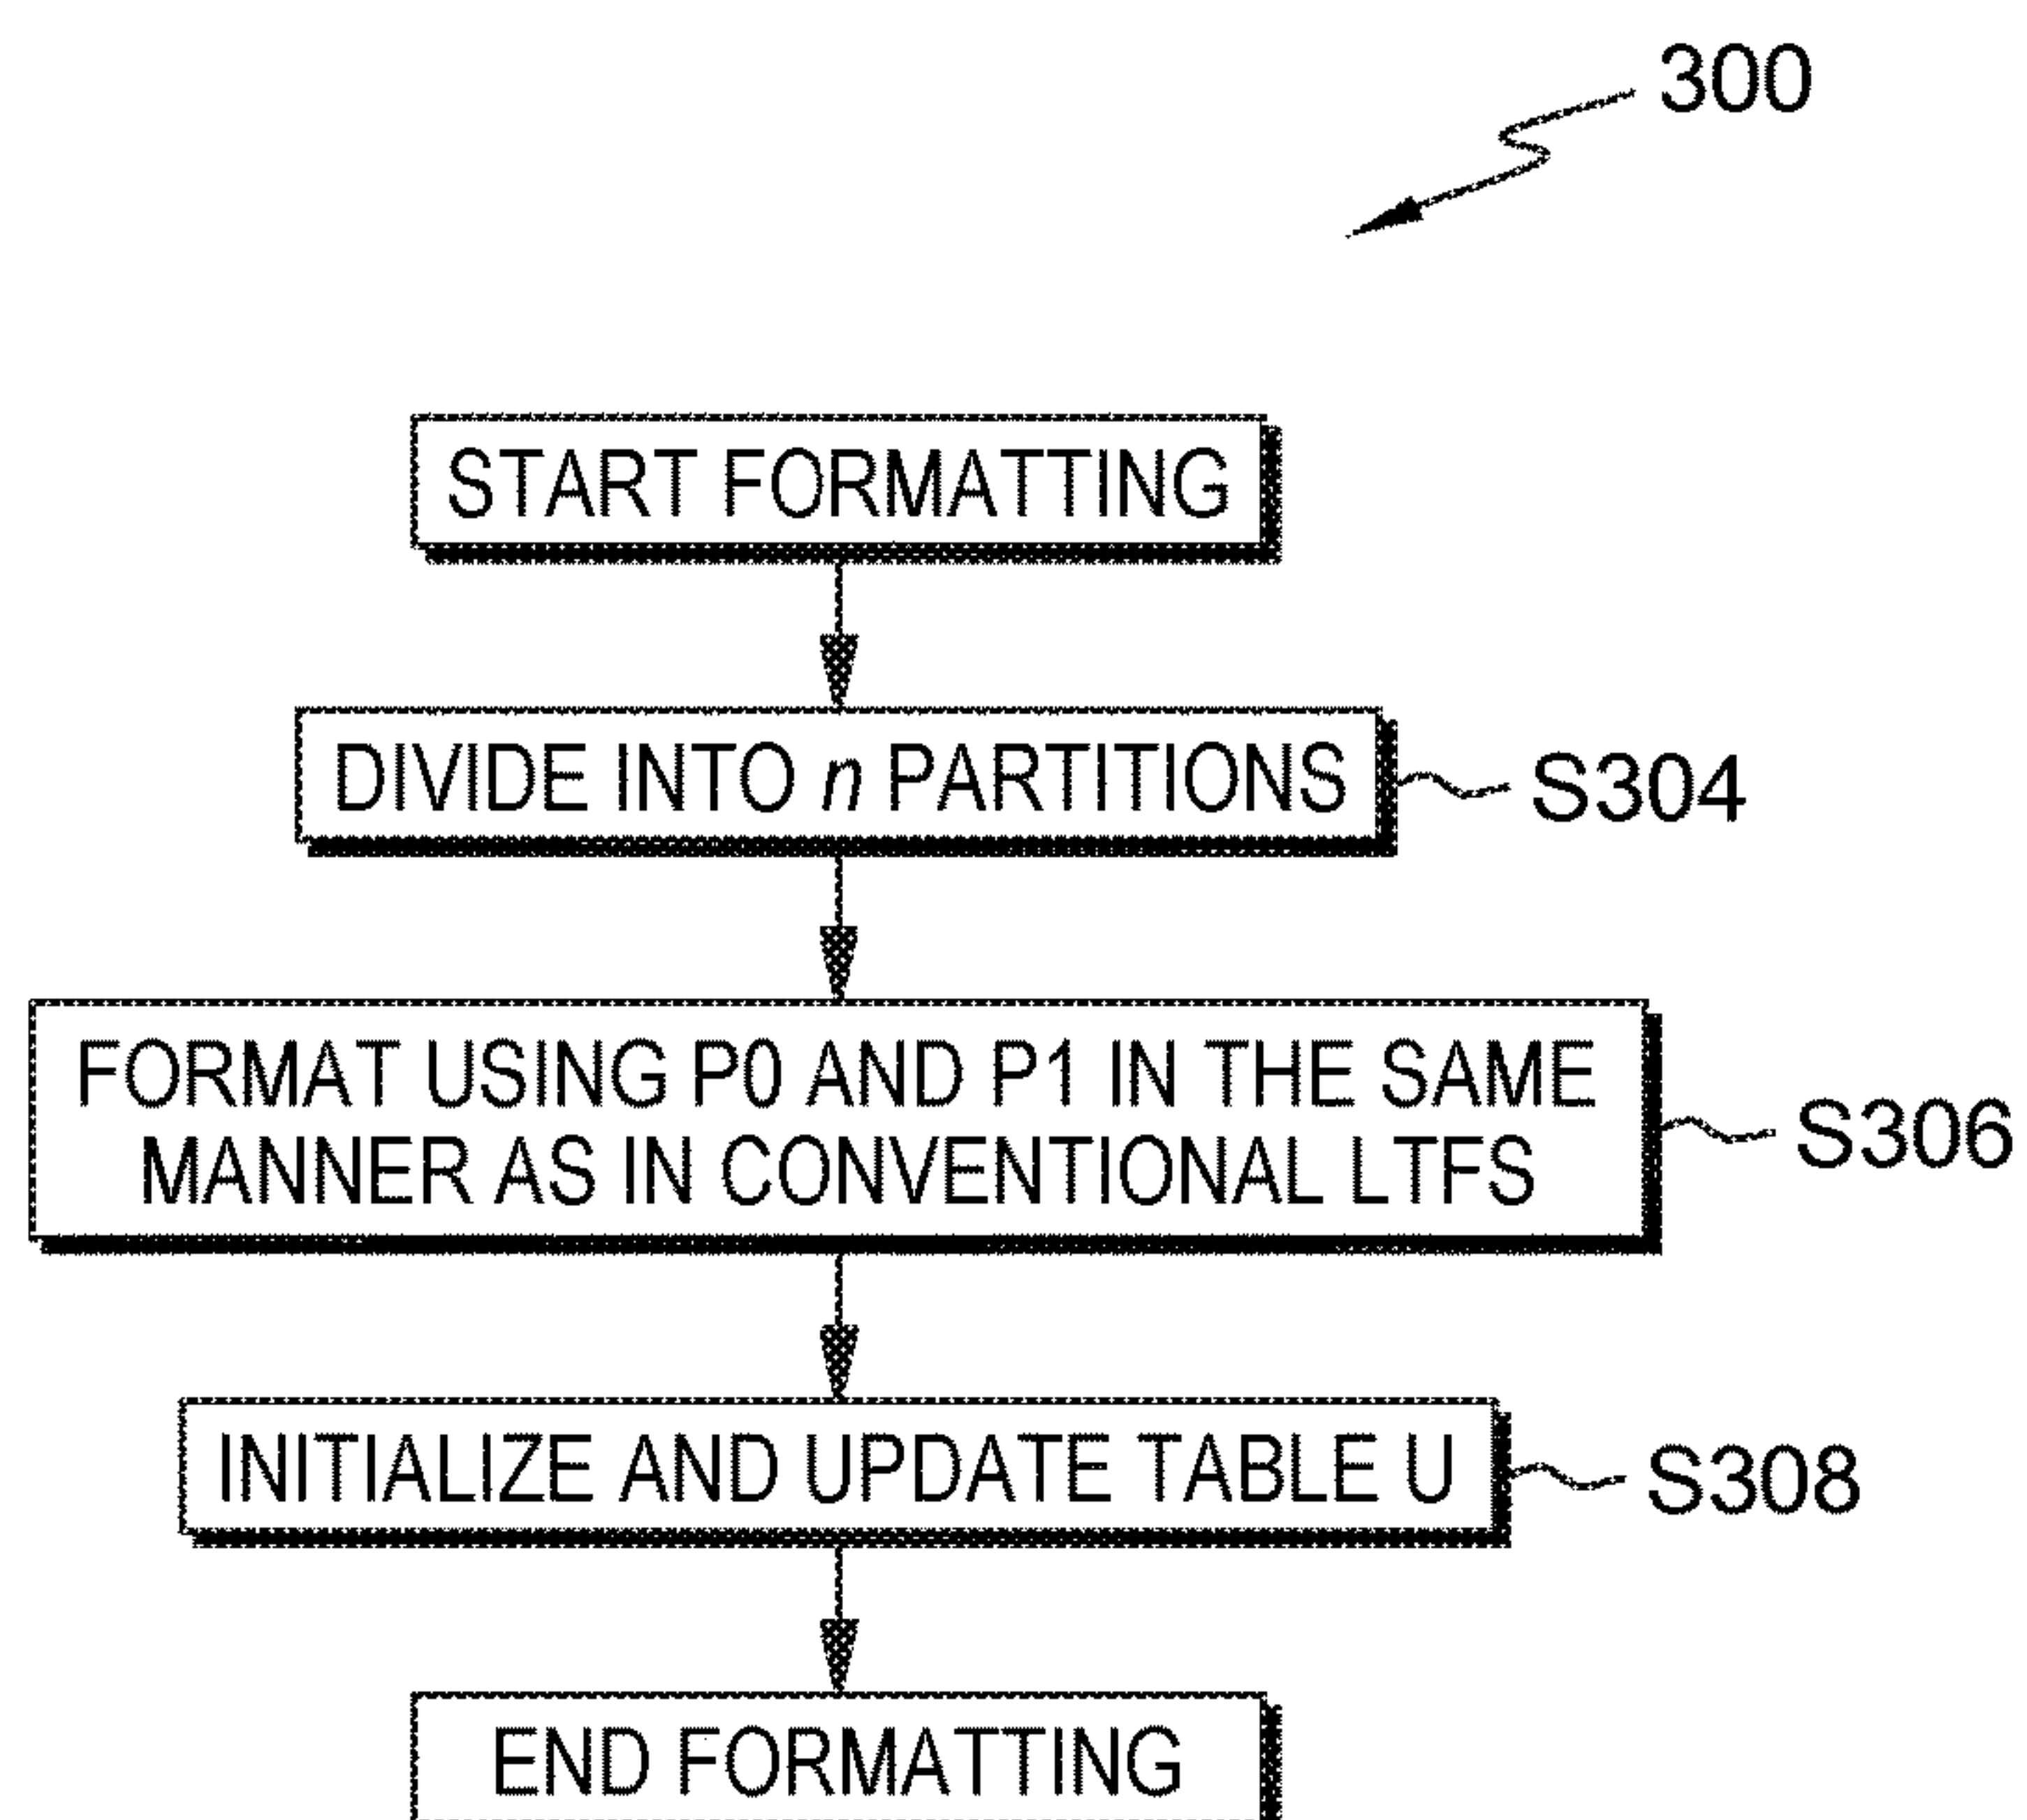 300
START FORMATTING
DIVIDE INTO n PARTITIONS
S304
FORMAT USING P0 AND P1 IN THE SAME
MANNER AS IN CONVENTIONAL LTFS
S306
INITIALIZE AND UPDATE TABLE U
S308
END FORMATTING